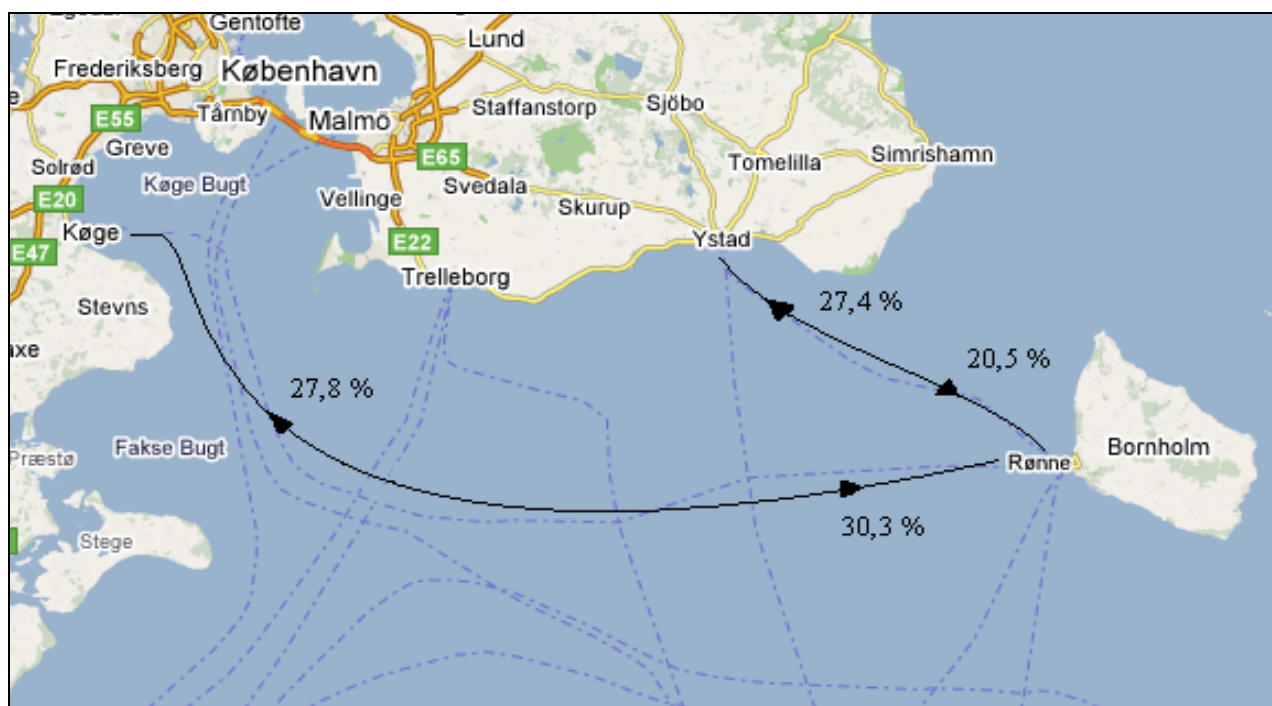 Gentofte
Lund
Frederiksberg
København
Staffanstorp
Sjöbo
Tårnby
E55
Malmö
Greve
E65
Tomelilla
Simrishamn
Solrød
Køge Bugt
Svedala
Vellinge
E20
Skurup
Køge
E22
Ystad
E47
Trelleborg
Stevns
27,4 %
axe
20,5 %
27,8 %
Fakse Bugt
Bornholm
Præstø
Rønne
30,3 %
Stege